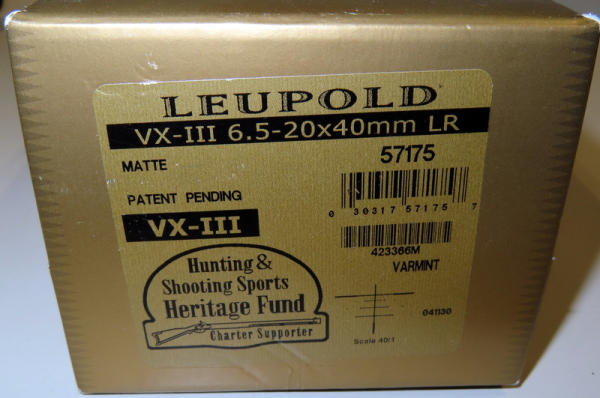 LEUPOLD
VX-III 6.5-20x40mm LR
MATTE
57175
PATENT PENDING
0 30317 57175 7
VX-III
423366M
VARMINT
Hunting &
Shooting Sports
Heritage Fund
Charter Supporter
041130
Scale 40/1